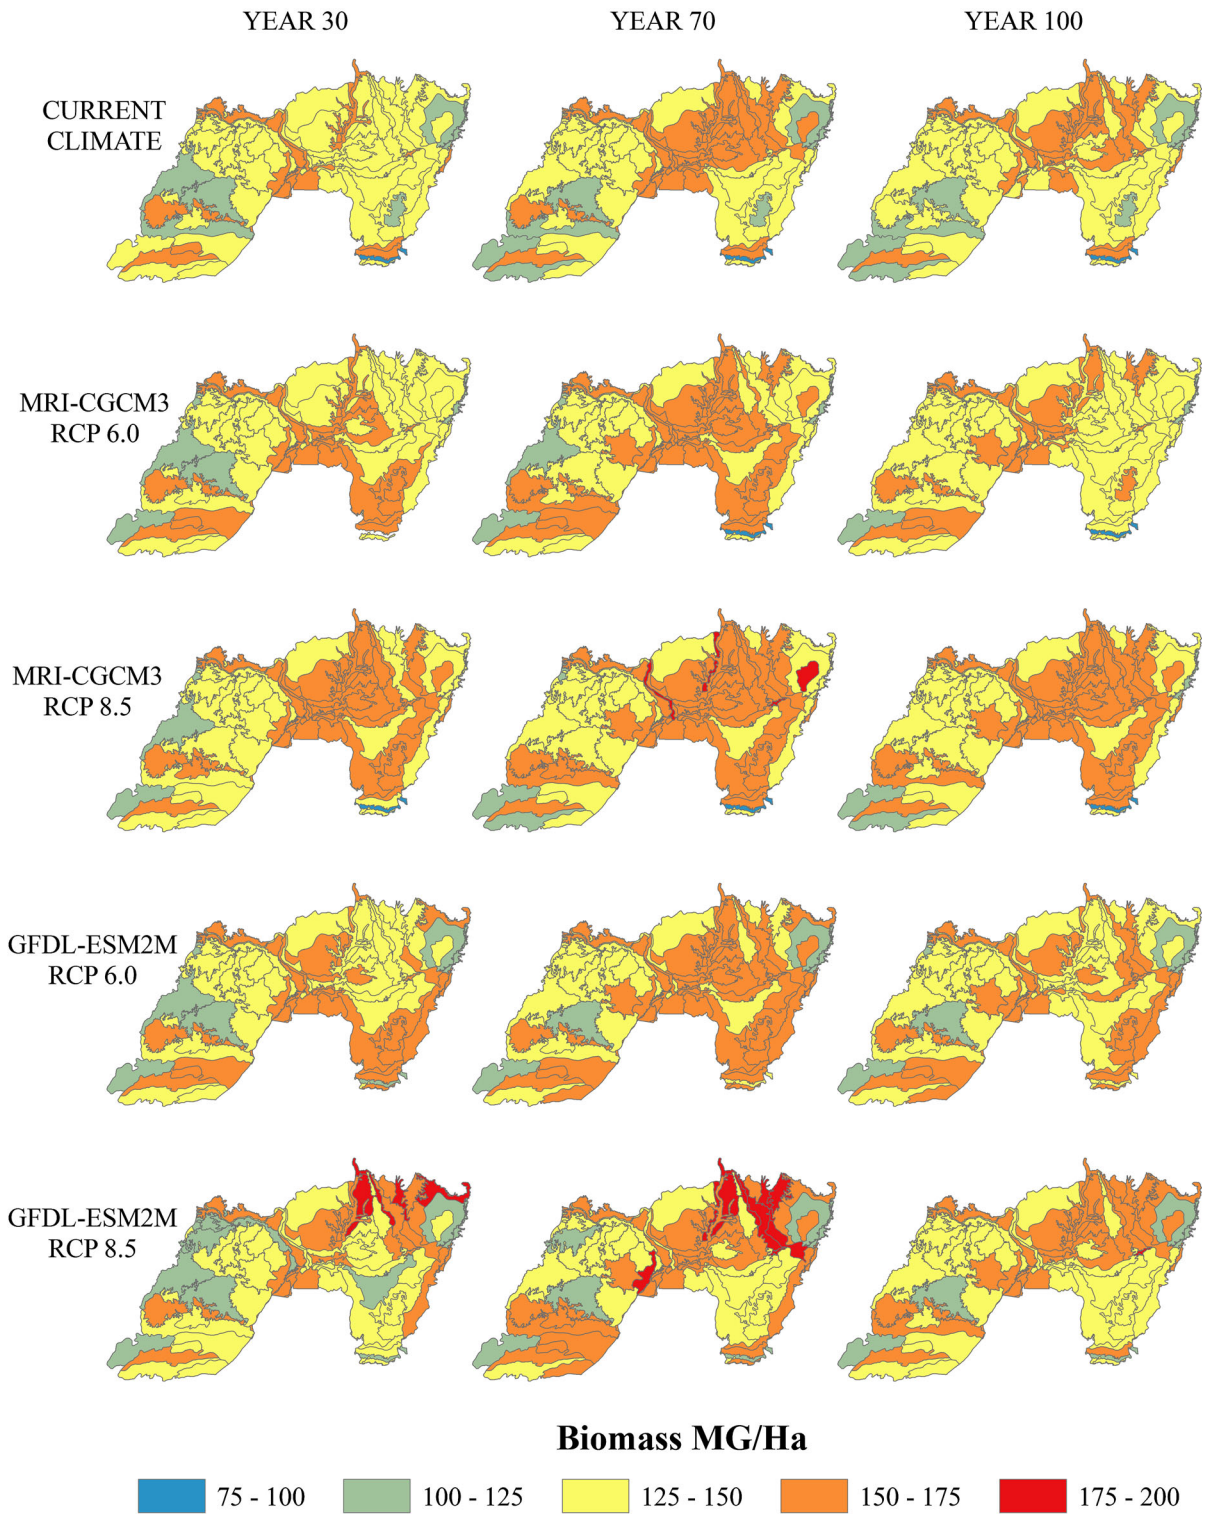 YEAR 30
YEAR 70
YEAR 100
CURRENT
CLIMATE
MRI-CGCM3
RCP 6.0
MRI-CGCM3
RCP 8.5
GFDL-ESM2M
RCP 6.0
GFDL-ESM2M
RCP 8.5
Biomass MG/Ha
75 - 100
100 - 125
125 - 150
150 - 175
175 - 200